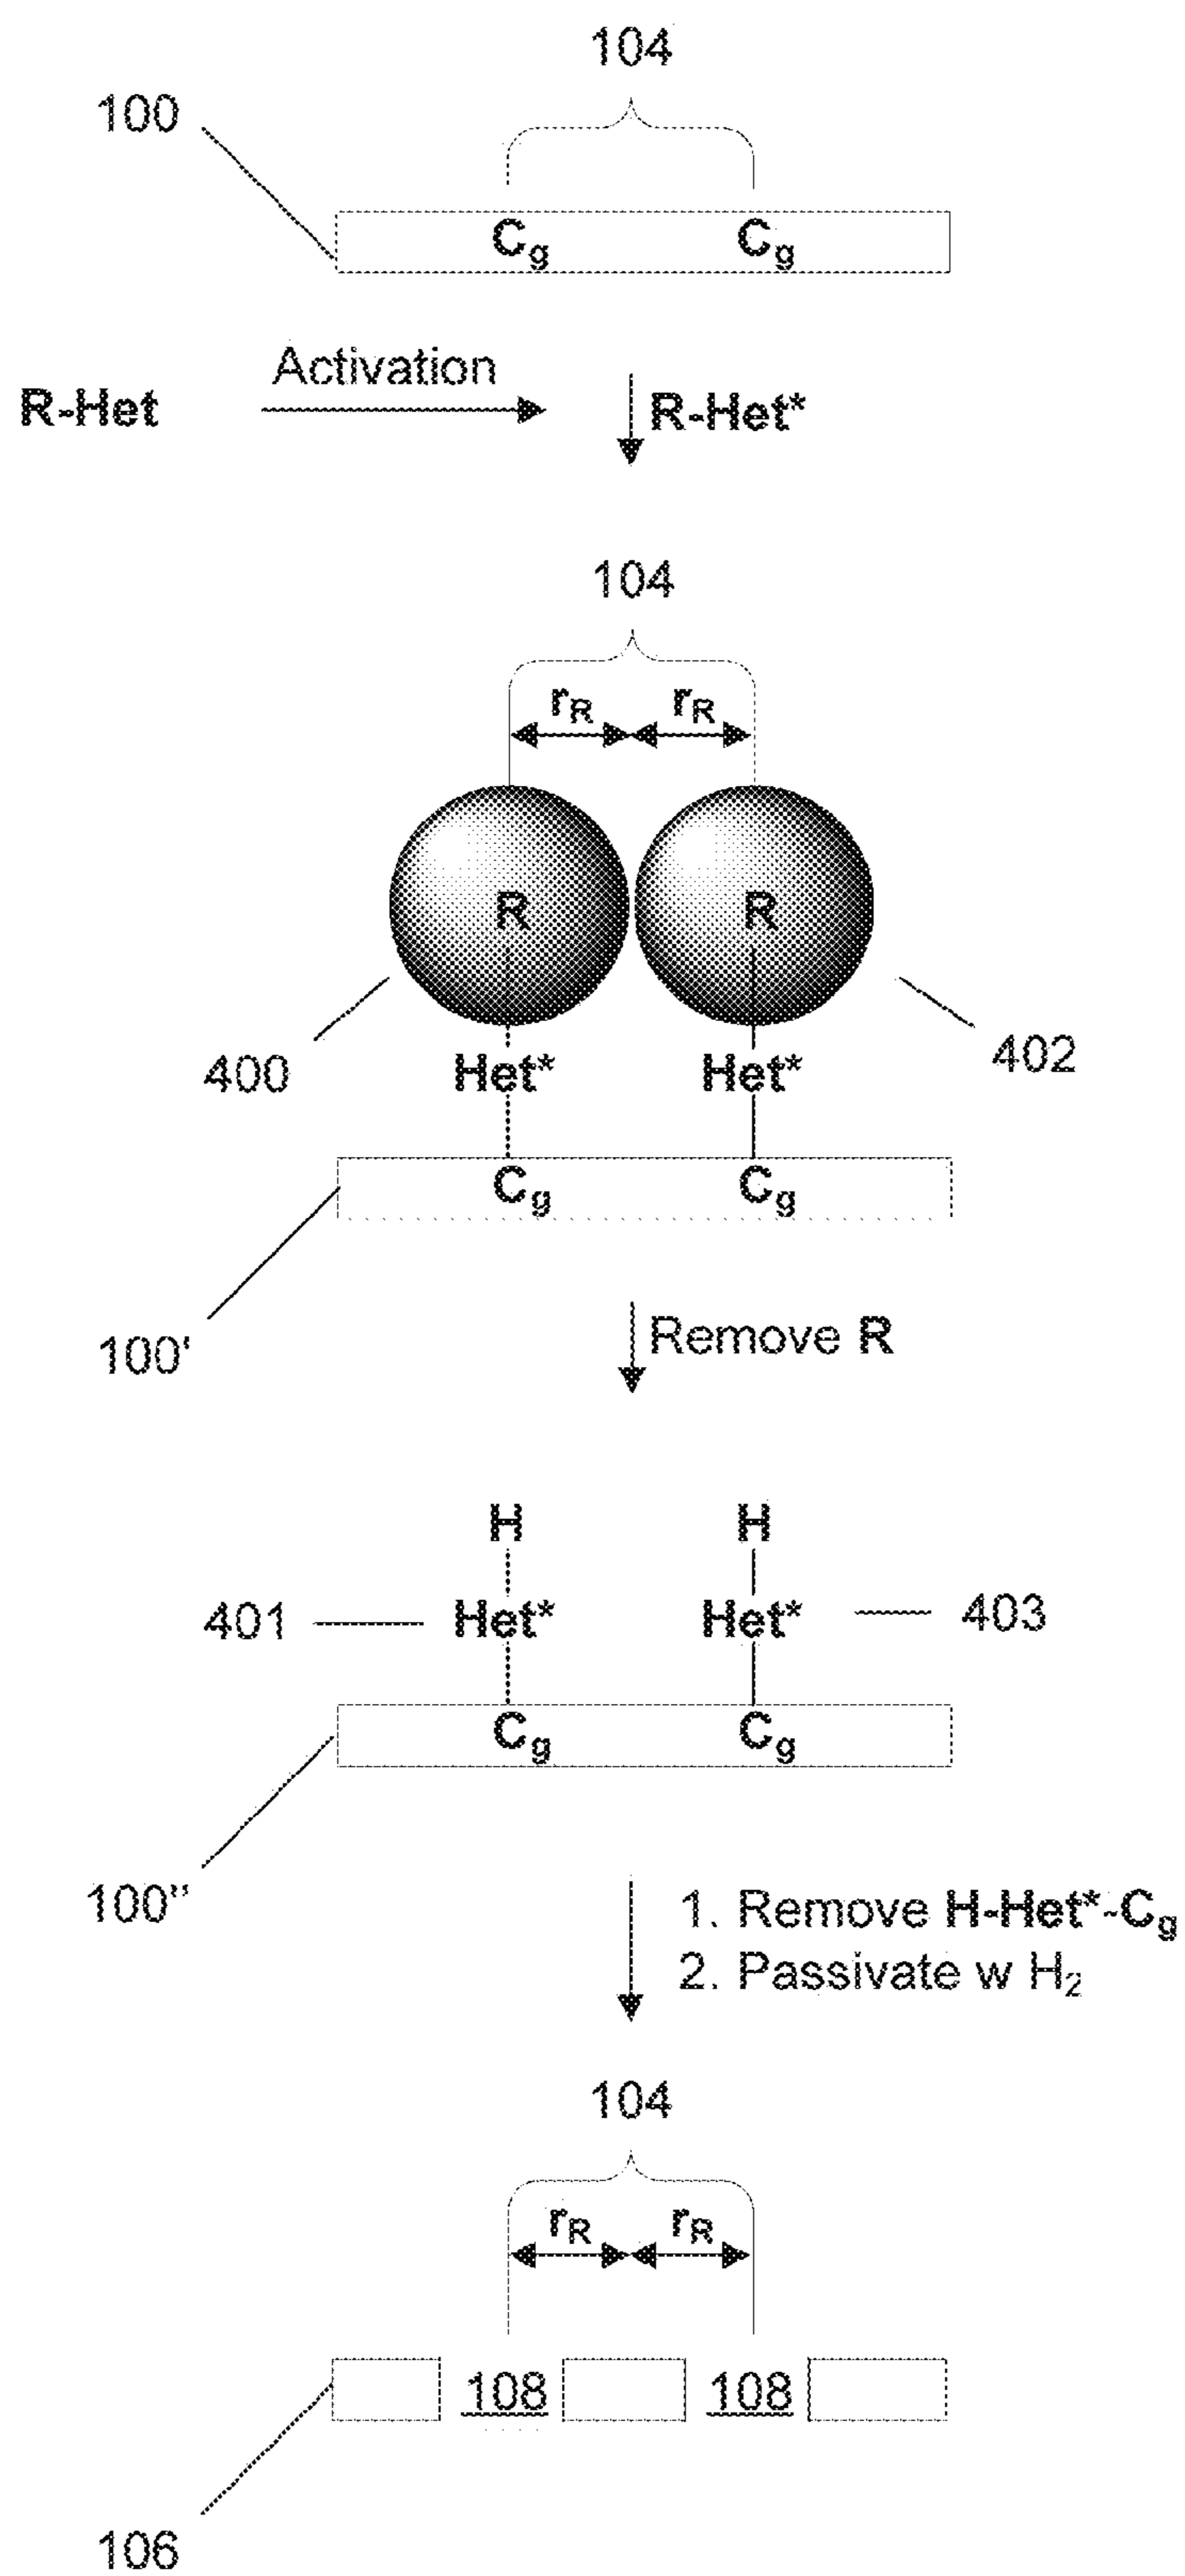 104
100
Cg Cg
Activation
R-Het R-Het*
104
rR rR
R R
400 402
Het* Het*
Cg Cg
100'
Remove R
H H
401 Het* Het* 403
Cg Cg
100”
1. Remove H-Het*-Cg
2. Passivate w H2
104
rR rR
108 108
106